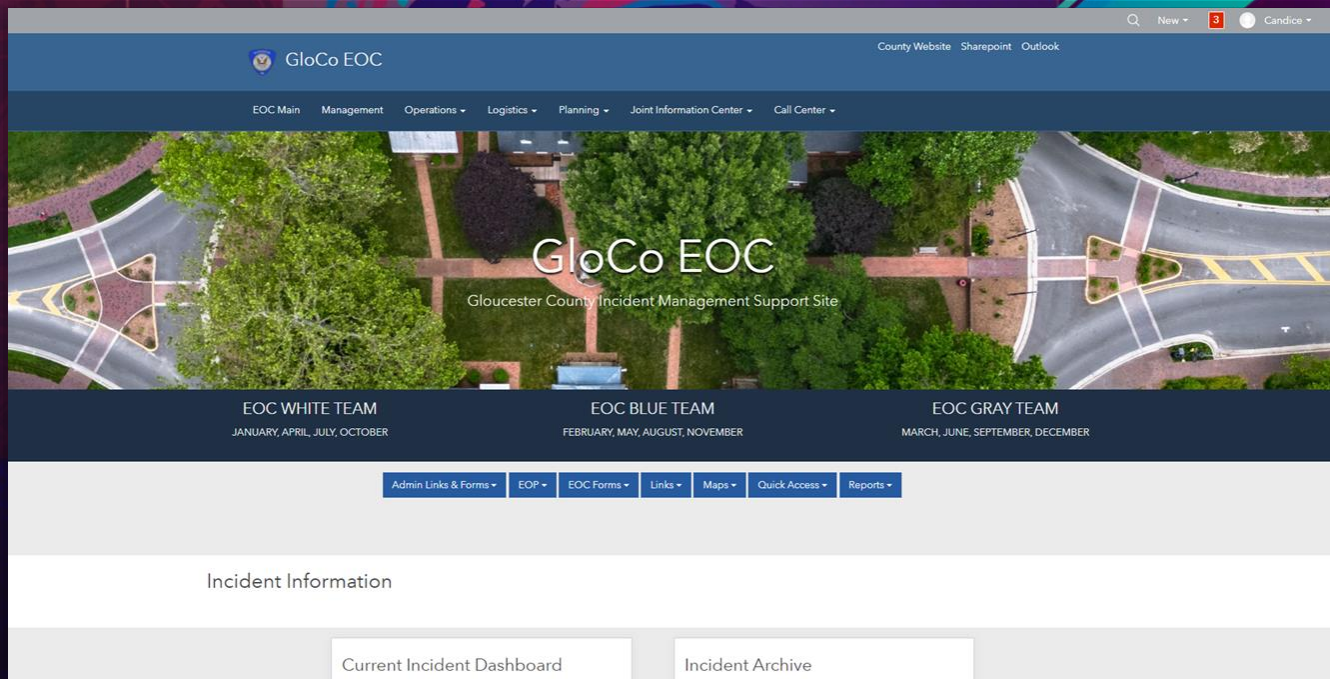 New
3
Candice
GloCo EOC
County Website Sharepoint Outlook
EOC Main Management Operations Logistics Planning Joint Information Center Call Center
GloCo EOC
Gloucester County Incident Management Support Site
EOC WHITE TEAM
JANUARY, APRIL, JULY, OCTOBER
EOC BLUE TEAM
FEBRUARY, MAY, AUGUST, NOVEMBER
EOC GRAY TEAM
MARCH, JUNE, SEPTEMBER, DECEMBER
Admin Links & Forms EOP EOC Forms Links Maps Quick Access Reports
Incident Information
Current Incident Dashboard
Incident Archive